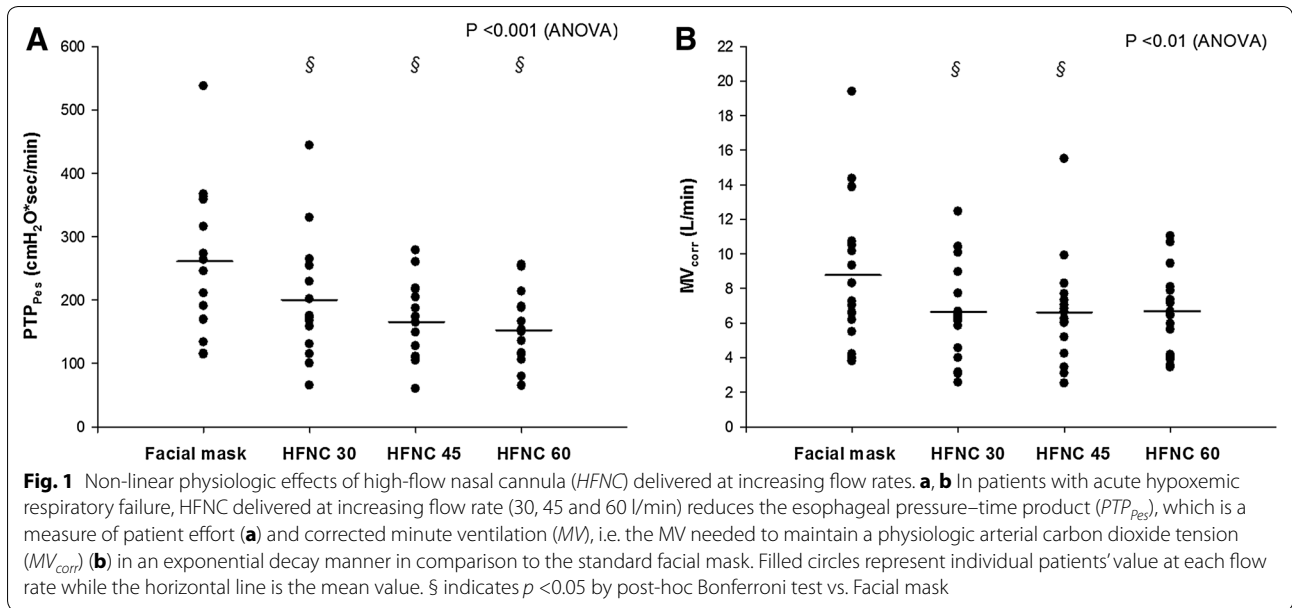 A
P <0.001 (ANOVA)
600
500
400
300
200
100
0
PTP_Pes (cmH₂O*sec/min)
§ § §
Facial mask HFNC 30 HFNC 45 HFNC 60
B
P <0.01 (ANOVA)
22
20
18
16
14
12
10
8
6
4
2
0
MV_corr (L/min)
§ §
Facial mask HFNC 30 HFNC 45 HFNC 60
Fig. 1 Non-linear physiologic effects of high-flow nasal cannula (HFNC) delivered at increasing flow rates. a, b In patients with acute hypoxemic
respiratory failure, HFNC delivered at increasing flow rate (30, 45 and 60 l/min) reduces the esophageal pressure–time product (PTP_Pes), which is a
measure of patient effort (a) and corrected minute ventilation (MV), i.e. the MV needed to maintain a physiologic arterial carbon dioxide tension
(MV_corr) (b) in an exponential decay manner in comparison to the standard facial mask. Filled circles represent individual patients’ value at each flow
rate while the horizontal line is the mean value. § indicates p <0.05 by post-hoc Bonferroni test vs. Facial mask